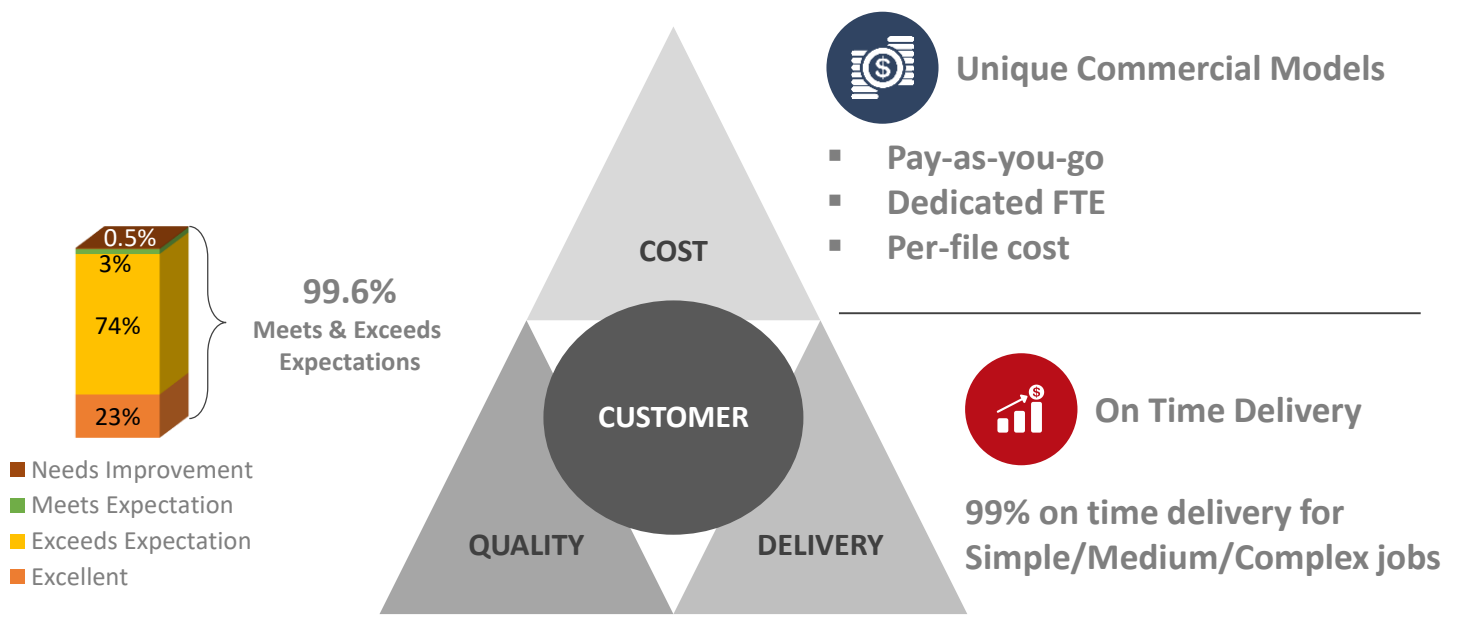 0.5%
3%
74%
23%
99.6%
Meets & Exceeds
Expectations
Needs Improvement
Meets Expectation
Exceeds Expectation
Excellent
COST
CUSTOMER
QUALITY
DELIVERY
$
Unique Commercial Models
▪ Pay-as-you-go
▪ Dedicated FTE
▪ Per-file cost
$
On Time Delivery
99% on time delivery for
Simple/Medium/Complex jobs